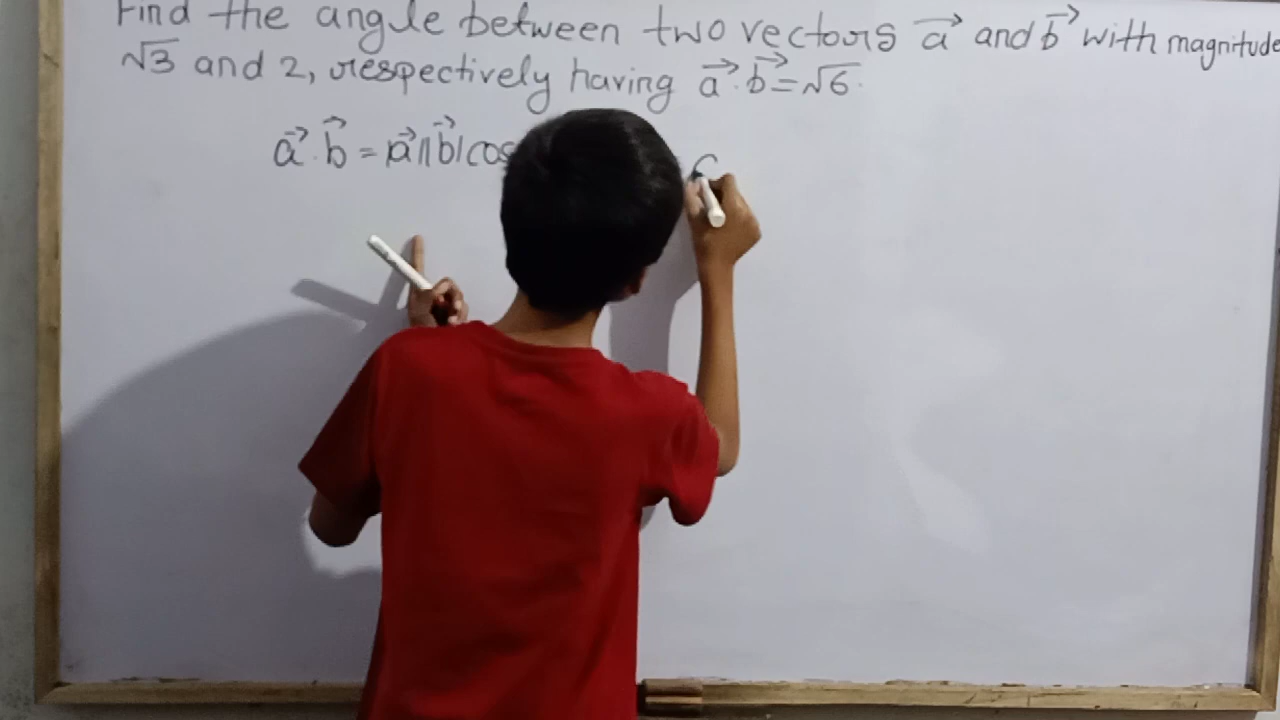 Find the angle between two vectors a⃗ and b⃗ with magnitude
√3 and 2, respectively having a⃗.b⃗=√6.
a⃗.b⃗=|a⃗||b⃗|cos